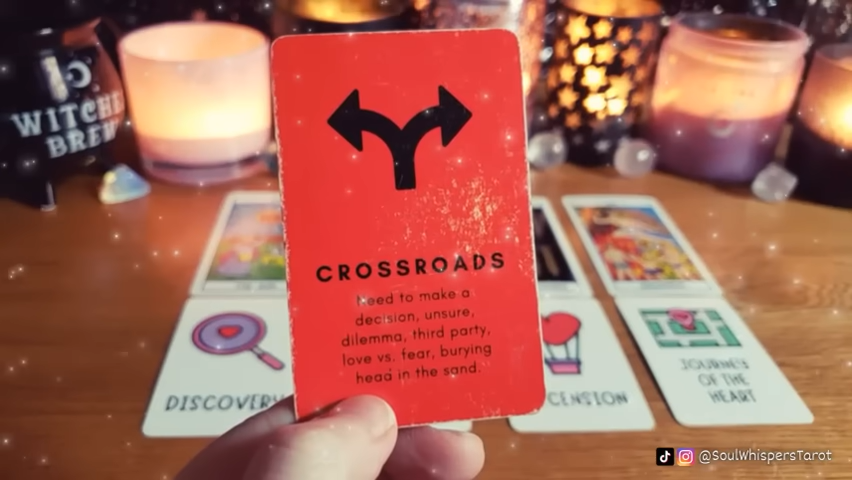 WITCHES
BREW
CROSSROADS
Need to make a
decision, unsure,
dilemma, third party,
love vs. fear, burying
head in the sand.
DISCOVERY
CENSION
JOURNEY
OF THE
HEART
@SoulWhispersTarot